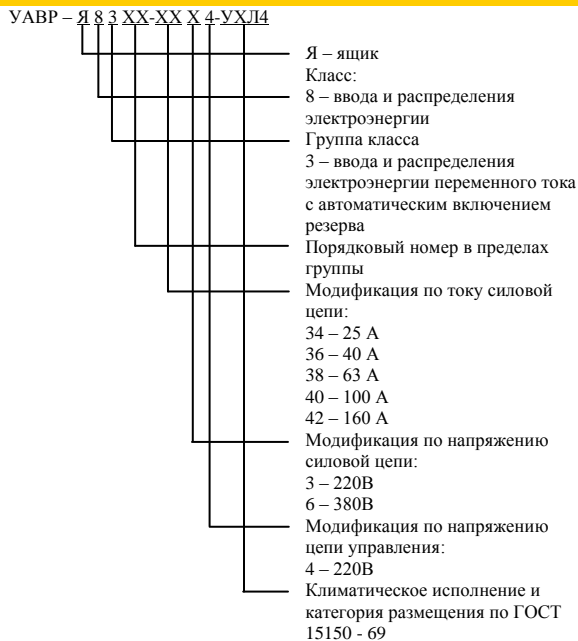 УАВР – Я 8 3 ХХ-ХХ Х 4-УХЛ4
Я – ящик
Класс:
8 – ввода и распределения
электроэнергии
Группа класса
3 – ввода и распределения
электроэнергии переменного тока
с автоматическим включением
резерва
Порядковый номер в пределах
группы
Модификация по току силовой
цепи:
34 – 25 А
36 – 40 А
38 – 63 А
40 – 100 А
42 – 160 А
Модификация по напряжению
силовой цепи:
3 – 220В
6 – 380В
Модификация по напряжению
цепи управления:
4 – 220В
Климатическое исполнение и
категория размещения по ГОСТ
15150 - 69